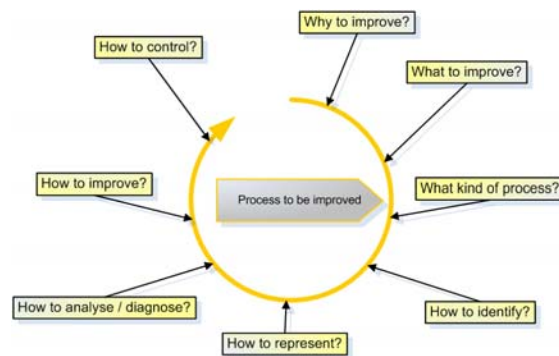 Why to improve?
How to control?
What to improve?
How to improve?
Process to be improved
What kind of process?
How to analyse / diagnose?
How to identify?
How to represent?